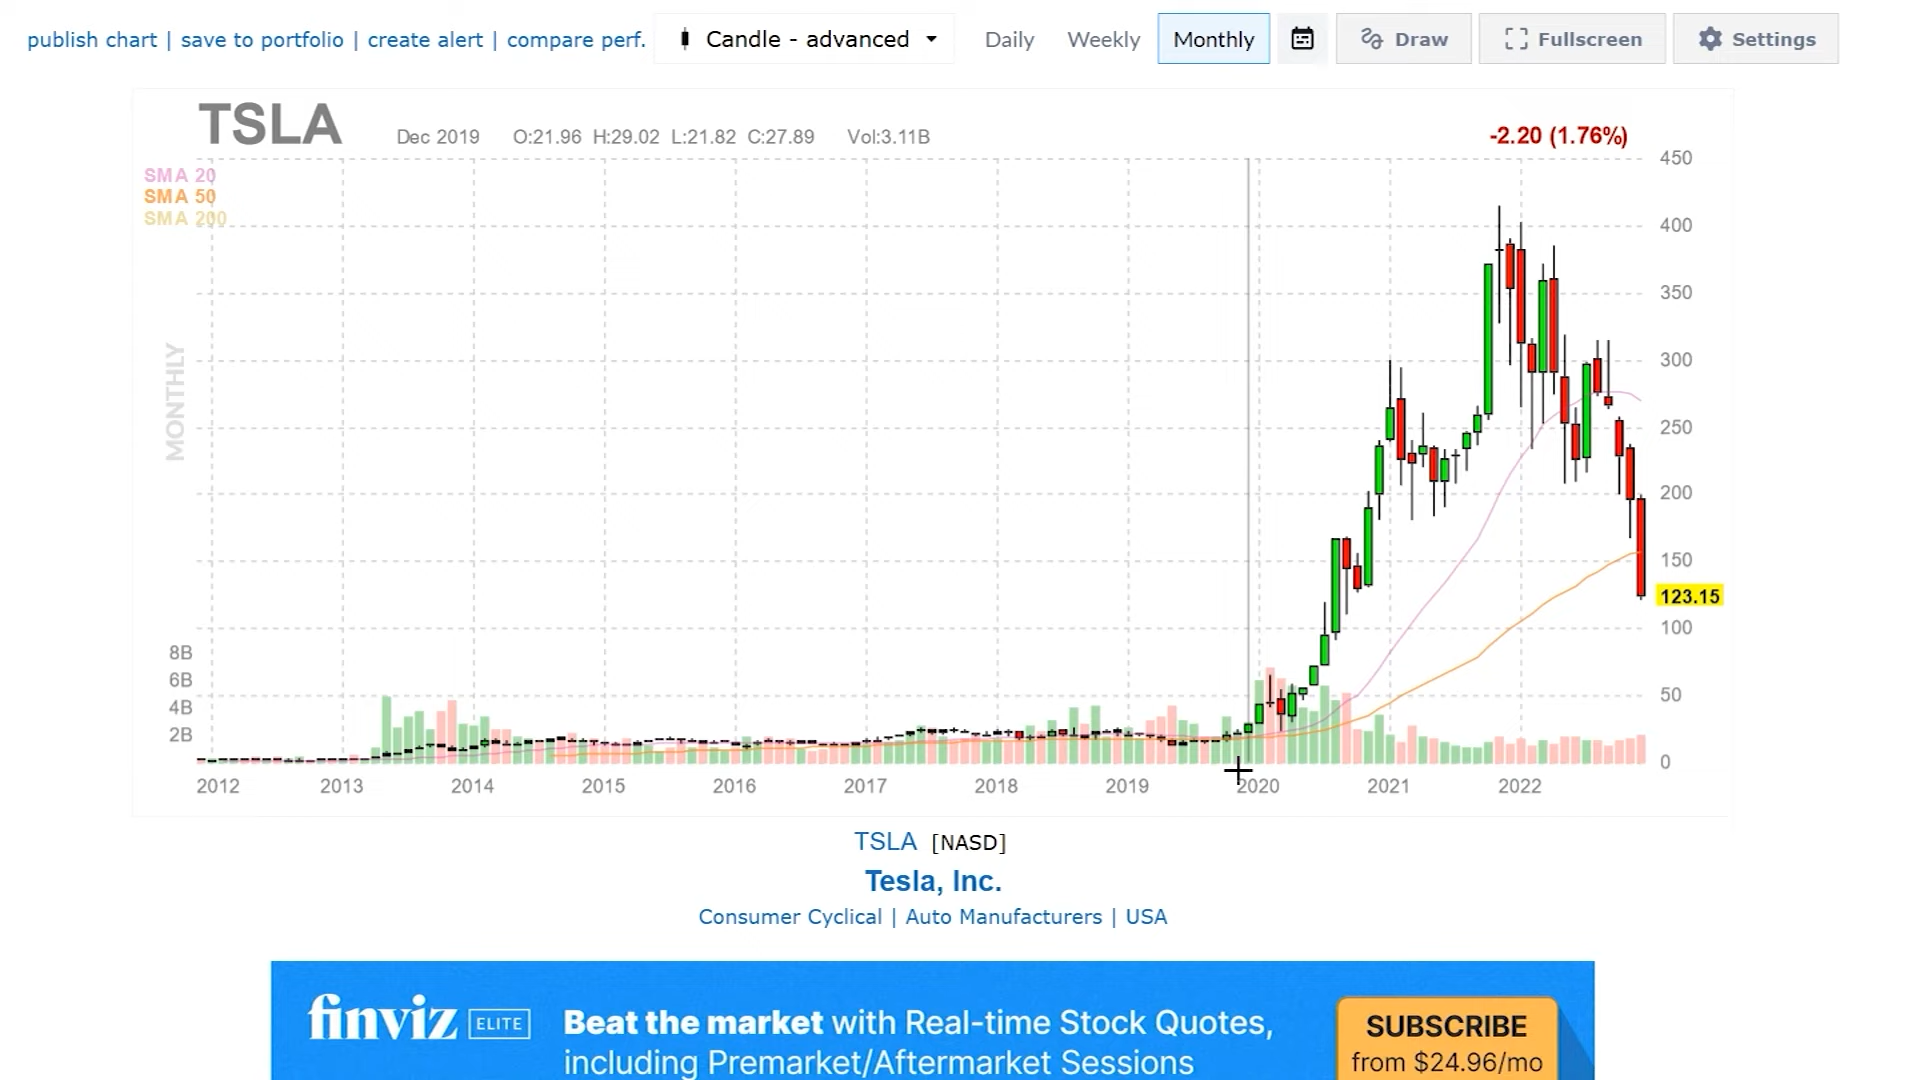 publish chart | save to portfolio | create alert | compare perf. Candle - advanced Daily Weekly Monthly Draw Fullscreen Settings
TSLA Dec 2019 O:21.96 H:29.02 L:21.82 C:27.89 Vol:3.11B -2.20 (1.76%)
SMA 20
SMA 50
SMA 200
MONTHLY
450
400
350
300
250
200
150
123.15
100
50
0
8B
6B
4B
2B
2012 2013 2014 2015 2016 2017 2018 2019 2020 2021 2022
TSLA [NASD]
Tesla, Inc.
Consumer Cyclical | Auto Manufacturers | USA
finviz ELITE Beat the market with Real-time Stock Quotes,
including Premarket/Aftermarket Sessions
SUBSCRIBE
from $24.96/mo